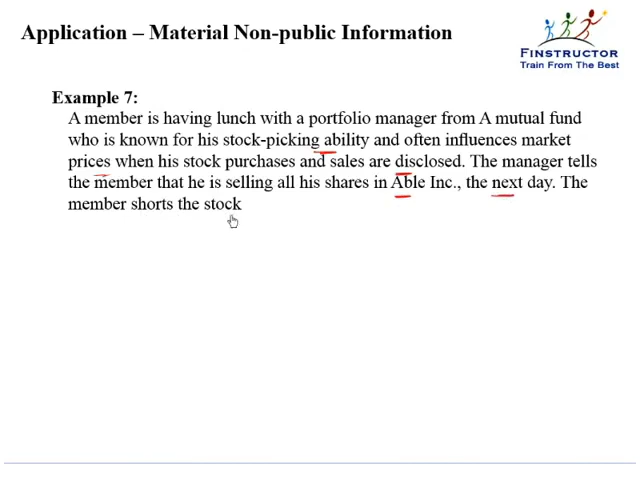 Application – Material Non-public Information
FINSTRUCTOR
Train From The Best
Example 7:
A member is having lunch with a portfolio manager from A mutual fund
who is known for his stock-picking ability and often influences market
prices when his stock purchases and sales are disclosed. The manager tells
the member that he is selling all his shares in Able Inc., the next day. The
member shorts the stock